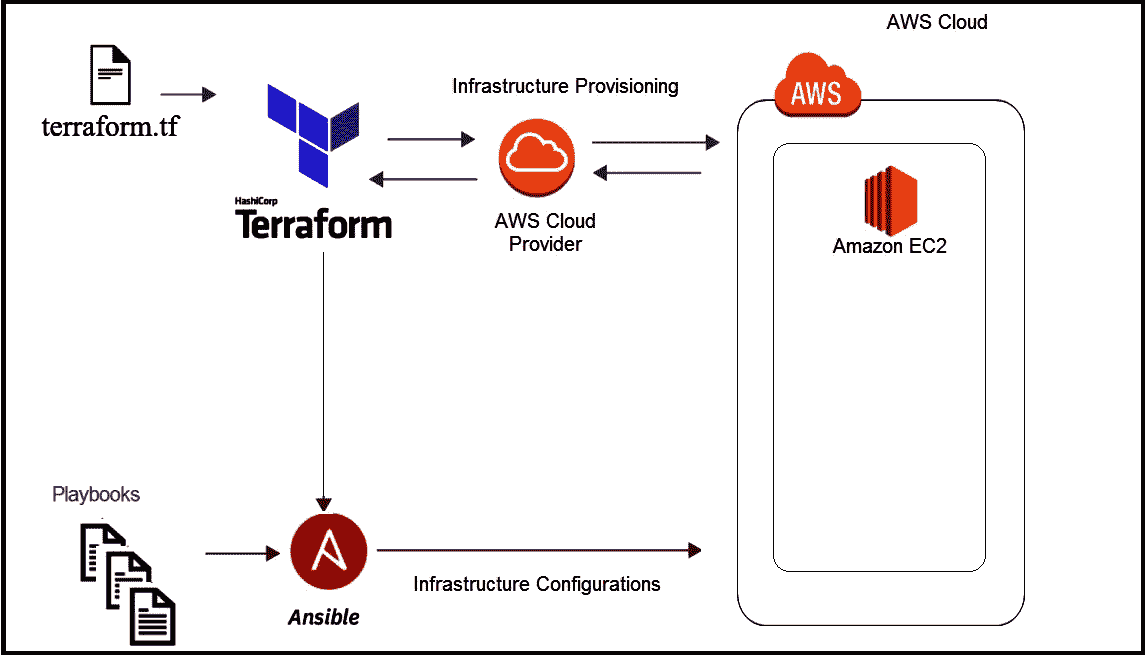 AWS Cloud
terraform.tf
Infrastructure Provisioning
AWS
HashiCorp
Terraform
AWS Cloud
Provider
Amazon EC2
Playbooks
Ansible
Infrastructure Configurations